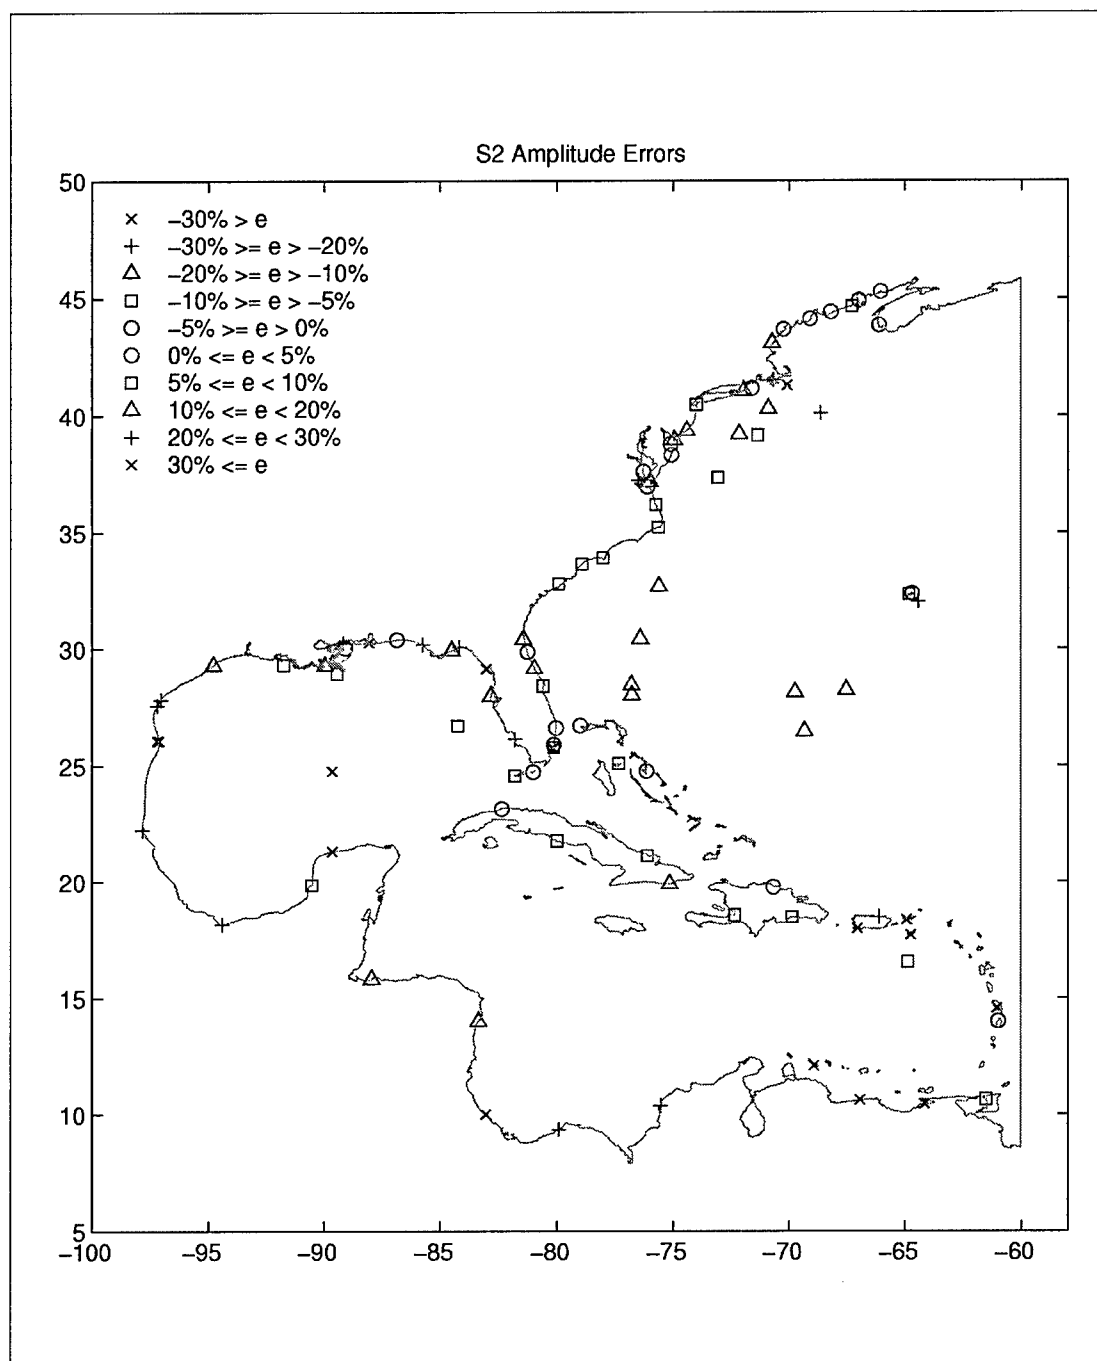 S2 Amplitude Errors
50
45
40
35
30
25
20
15
10
5
−30% > e
−30% >= e > −20%
−20% >= e > −10%
−10% >= e > −5%
−5% >= e > 0%
0% <= e < 5%
5% <= e < 10%
10% <= e < 20%
20% <= e < 30%
30% <= e
−100 −95 −90 −85 −80 −75 −70 −65 −60